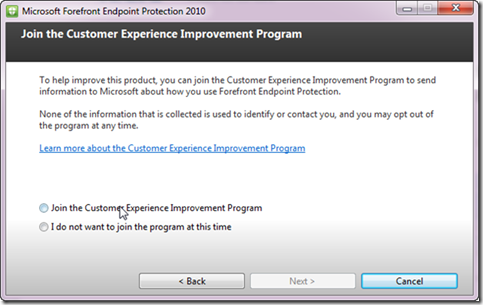 Microsoft Forefront Endpoint Protection 2010
Join the Customer Experience Improvement Program
To help improve this product, you can join the Customer Experience Improvement Program to send
information to Microsoft about how you use Forefront Endpoint Protection.
None of the information that is collected is used to identify or contact you, and you may opt out of
the program at any time.
Learn more about the Customer Experience Improvement Program
Join the Customer Experience Improvement Program
I do not want to join the program at this time
< Back
Next >
Cancel